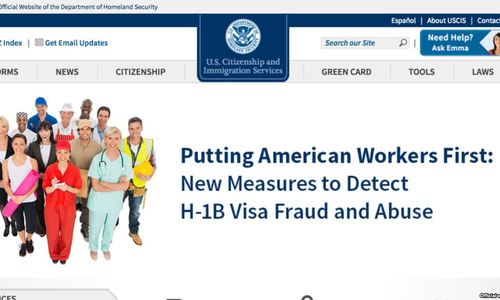 Official Website of the Department of Homeland Security
Español | About USCIS | Contac
Z Index | Get Email Updates
Search our Site
Need Help?
Ask Emma
U.S. Citizenship and
Immigration Services
ORMS NEWS CITIZENSHIP GREEN CARD TOOLS LAWS
Putting American Workers First:
New Measures to Detect
H-1B Visa Fraud and Abuse
ICES